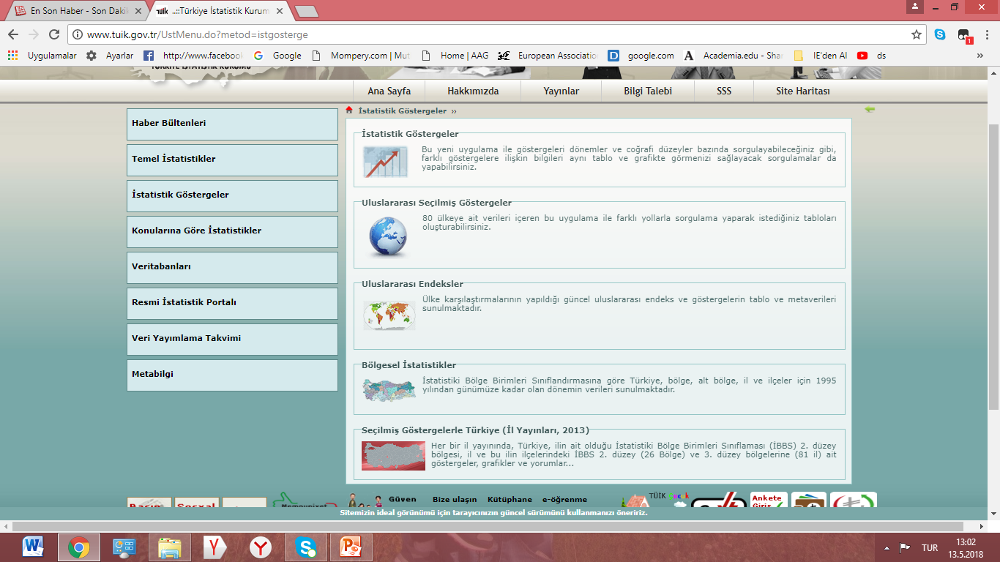 En Son Haber - Son Dakik
..::Türkiye İstatistik Kurum
www.tuik.gov.tr/UstMenu.do?metod=istgosterge
1
Uygulamalar
Ayarlar
http://www.facebook
Google
Mompery.com | Mut
Home | AAG
European Associatio
google.com
Academia.edu - Shar
IE'den Al
ds
»
TÜRKİYE İSTATİSTİK KURUMU
Ana Sayfa
Hakkımızda
Yayınlar
Bilgi Talebi
SSS
Site Haritası
Haber Bültenleri
Temel İstatistikler
İstatistik Göstergeler
Konularına Göre İstatistikler
Veritabanları
Resmi İstatistik Portalı
Veri Yayımlama Takvimi
Metabilgi
İstatistik Göstergeler ››
İstatistik Göstergeler
Bu yeni uygulama ile göstergeleri dönemler ve coğrafi düzeyler bazında sorgulayabileceğiniz gibi,
farklı göstergelere ilişkin bilgileri aynı tablo ve grafikte görmenizi sağlayacak sorgulamalar da
yapabilirsiniz.
Uluslararası Seçilmiş Göstergeler
80 ülkeye ait verileri içeren bu uygulama ile farklı yollarla sorgulama yaparak istediğiniz tabloları
oluşturabilirsiniz.
Uluslararası Endeksler
Ülke karşılaştırmalarının yapıldığı güncel uluslararası endeks ve göstergelerin tablo ve metaverileri
sunulmaktadır.
Bölgesel İstatistikler
İstatistiki Bölge Birimleri Sınıflandırmasına göre Türkiye, bölge, alt bölge, il ve ilçeler için 1995
yılından günümüze kadar olan dönemin verileri sunulmaktadır.
Seçilmiş Göstergelerle Türkiye (İl Yayınları, 2013)
Her bir il yayınında, Türkiye, ilin ait olduğu İstatistiki Bölge Birimleri Sınıflaması (İBBS) 2. düzey
bölgesi, il ve bu ilin ilçelerindeki İBBS 2. düzey (26 Bölge) ve 3. düzey bölgelerine (81 il) ait
göstergeler, grafikler ve yorumlar...
Güven
Bize ulaşın
Kütüphane
e-öğrenme
TÜİK Çocuk
Ankete
Giriş
Sitemizin ideal görünümü için tarayıcınızın güncel sürümünü kullanmanızı öneririz.
TUR
13:02
13.5.2018